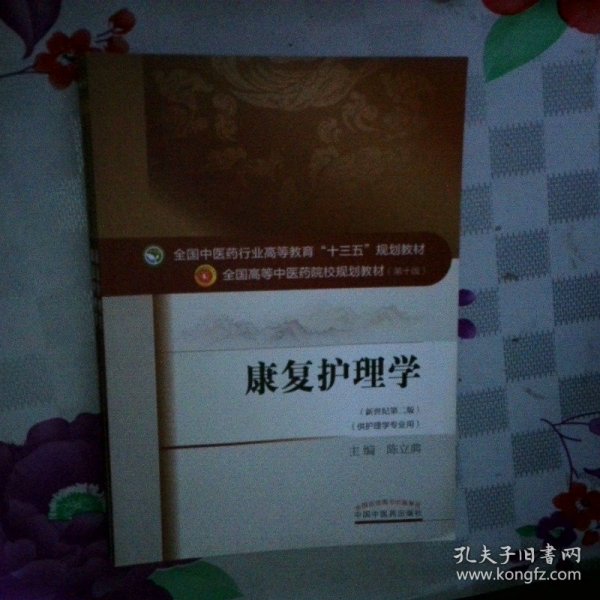 全国中医药行业高等教育“十三五”规划教材
全国高等中医药院校规划教材（第十版）
康复护理学
（新世纪第二版）
（供护理学专业用）
主编 陈立典
中国中医药出版社
孔夫子旧书网
www.kongfz.com